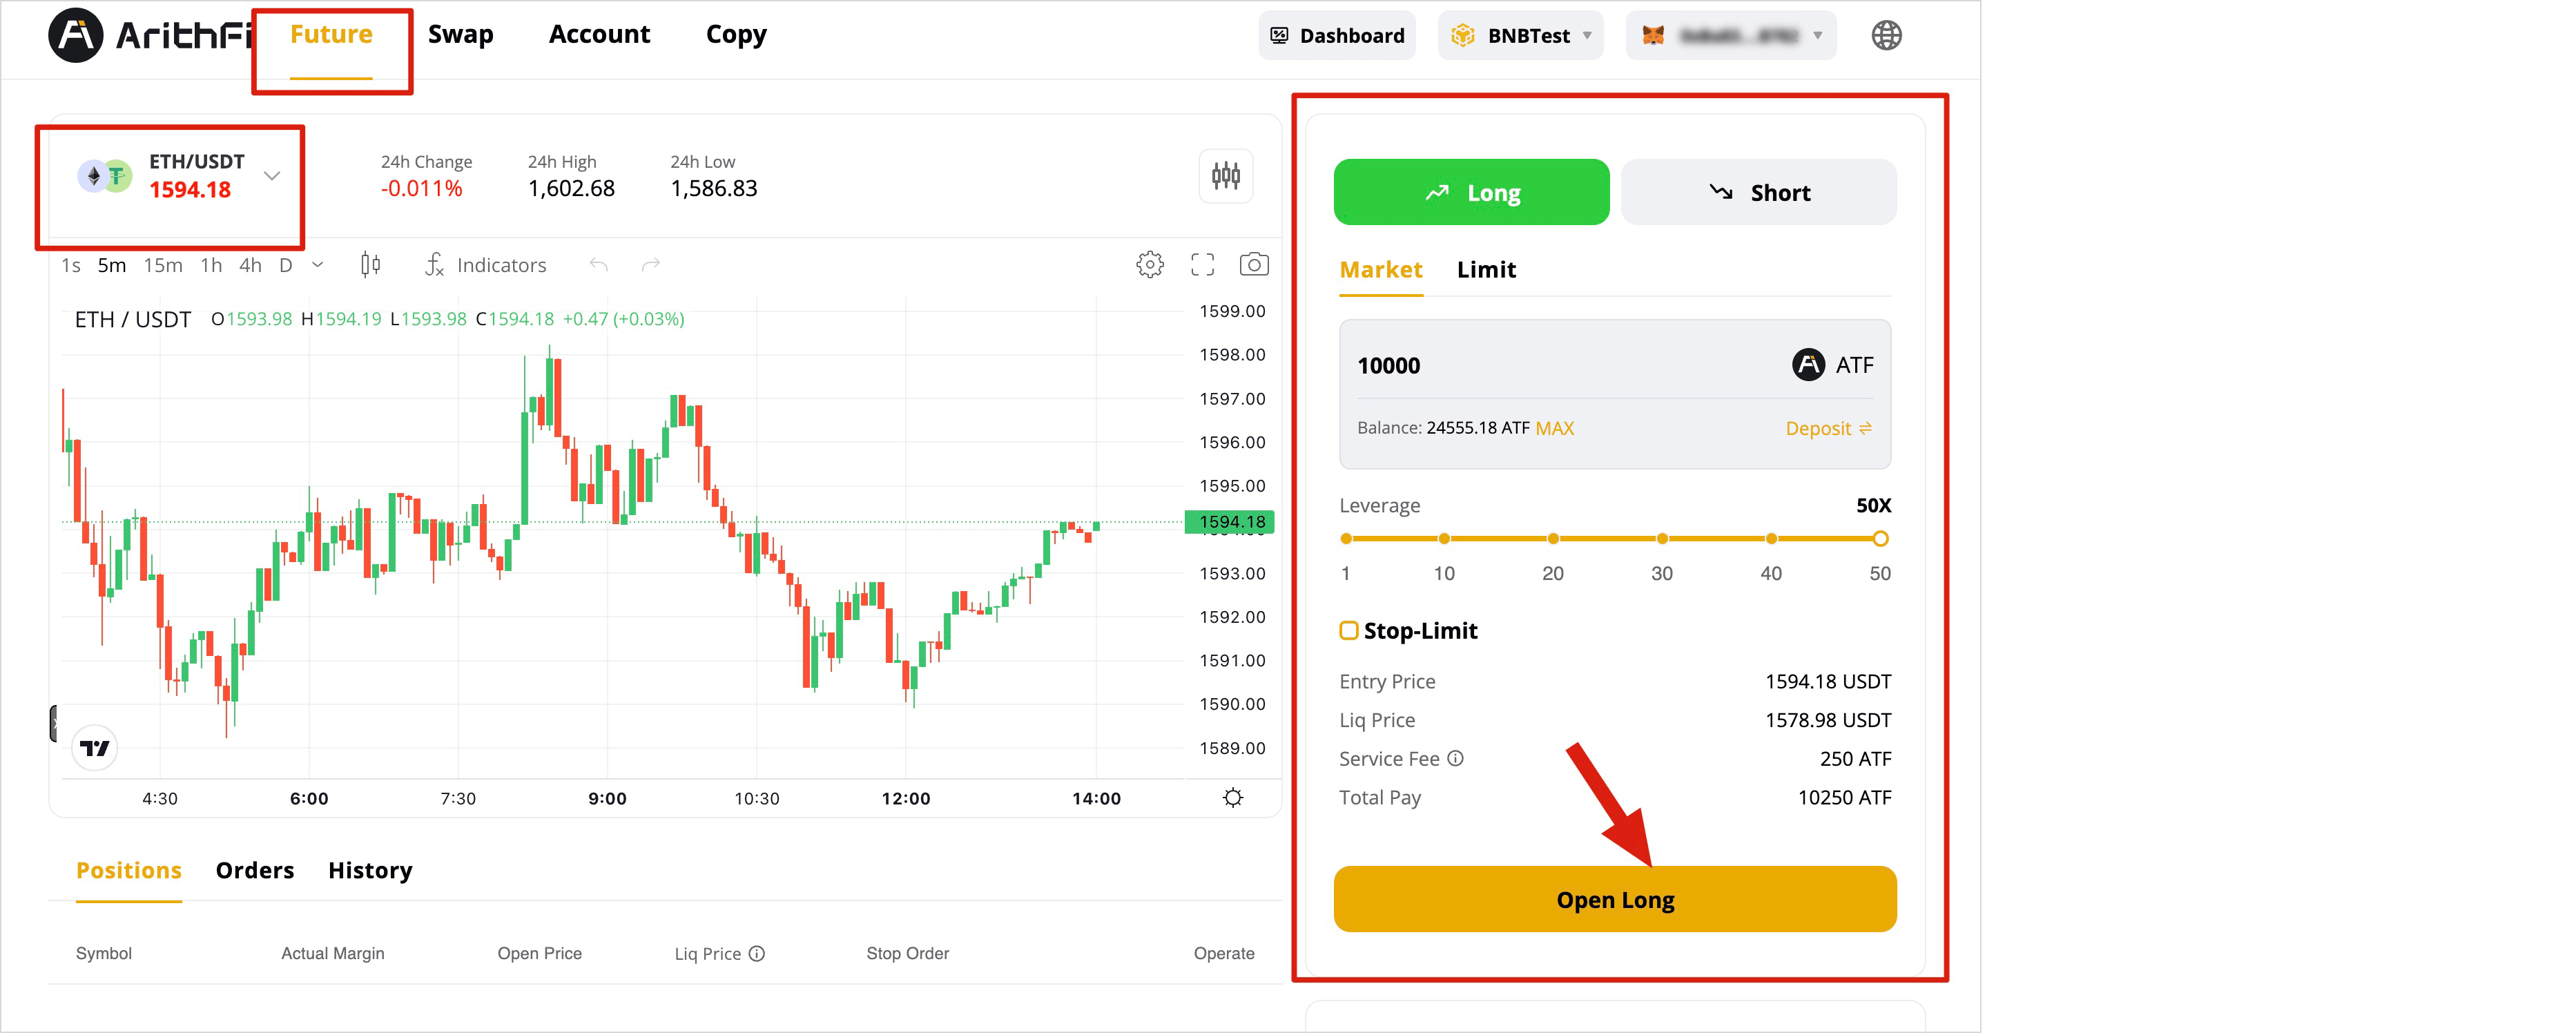 ArithFi
Future Swap Account Copy
Dashboard BNBTest
ETH/USDT
1594.18
24h Change
-0.011%
24h High
1,602.68
24h Low
1,586.83
1s 5m 15m 1h 4h D
Indicators
ETH / USDT O1593.98 H1594.19 L1593.98 C1594.18 +0.47 (+0.03%)
1599.00
1598.00
1597.00
1596.00
1595.00
1594.18
1593.00
1592.00
1591.00
1590.00
1589.00
4:30 6:00 7:30 9:00 10:30 12:00 14:00
Positions Orders History
Symbol Actual Margin Open Price Liq Price Stop Order Operate
Long Short
Market Limit
10000 ATF
Balance: 24555.18 ATF MAX Deposit
Leverage 50X
1 10 20 30 40 50
Stop-Limit
Entry Price 1594.18 USDT
Liq Price 1578.98 USDT
Service Fee 250 ATF
Total Pay 10250 ATF
Open Long